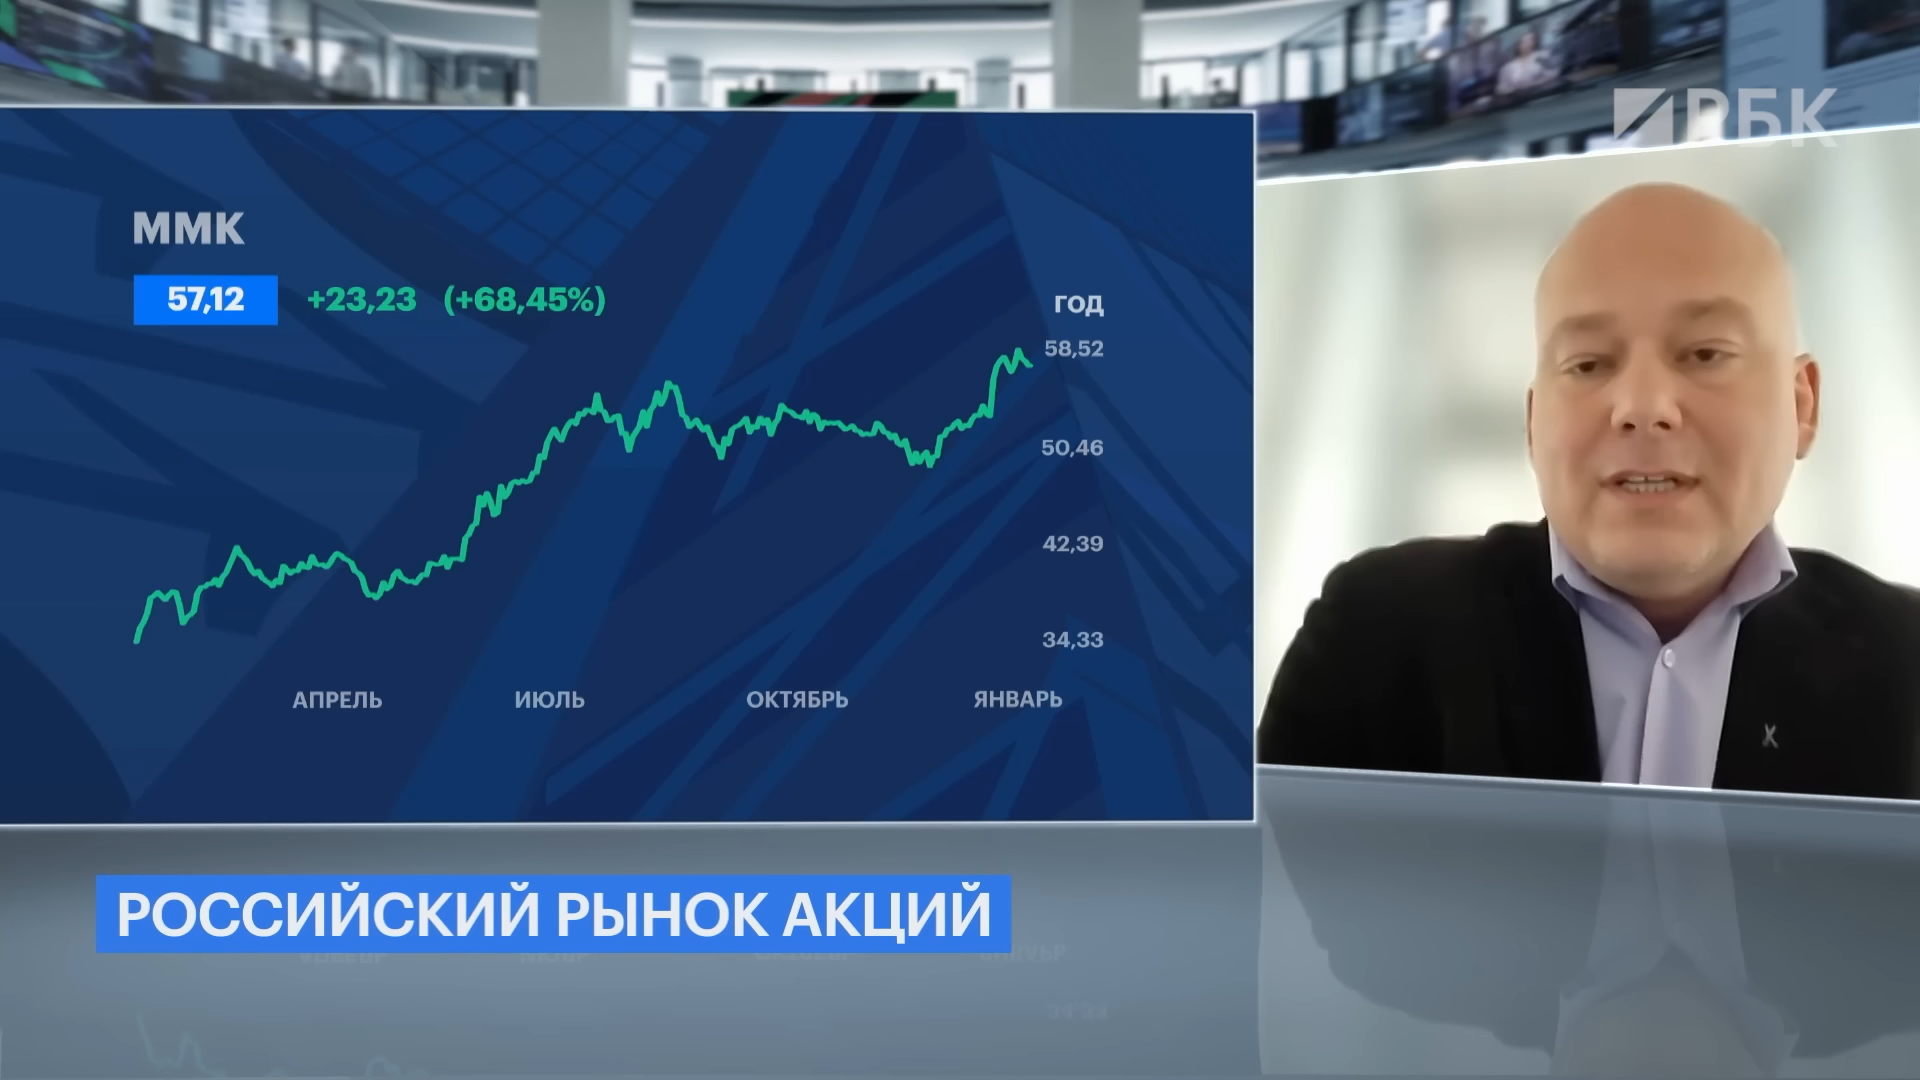 РБК
ММК
57,12 +23,23 (+68,45%)
ГОД
58,52
50,46
42,39
34,33
АПРЕЛЬ ИЮЛЬ ОКТЯБРЬ ЯНВАРЬ
РОССИЙСКИЙ РЫНОК АКЦИЙ